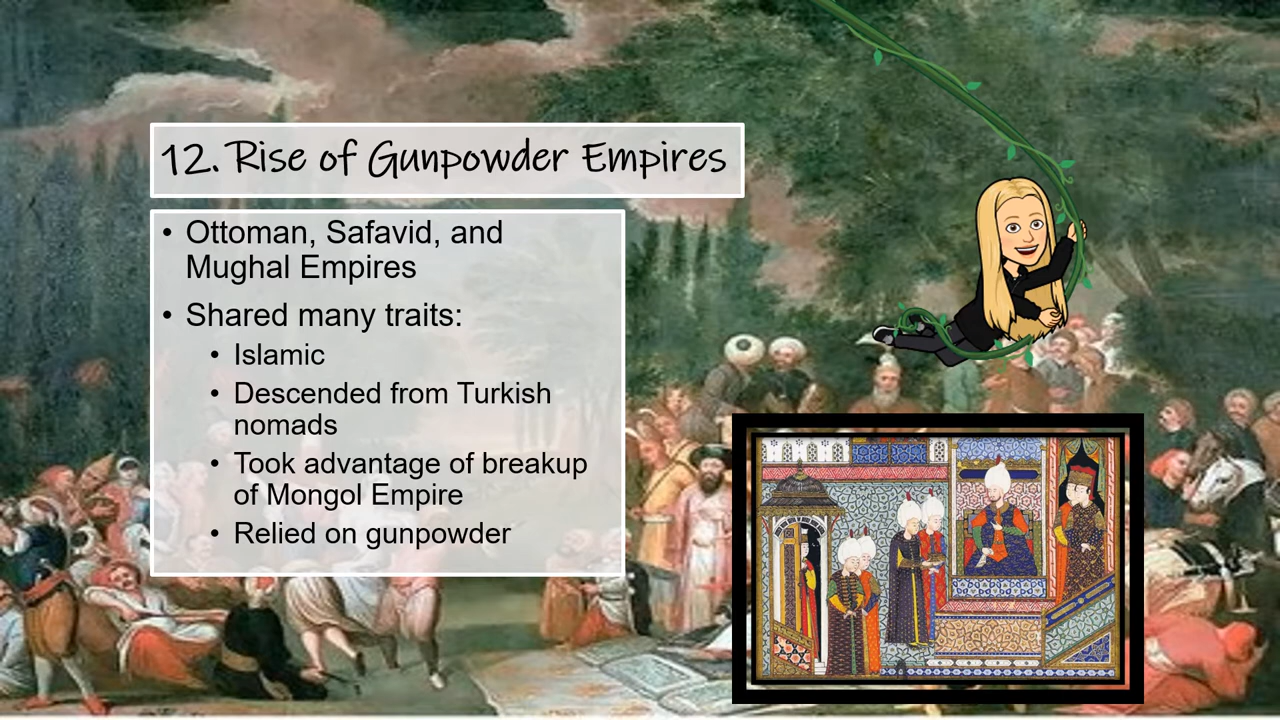 12. Rise of Gunpowder Empires
• Ottoman, Safavid, and
Mughal Empires
• Shared many traits:
• Islamic
• Descended from Turkish
nomads
• Took advantage of breakup
of Mongol Empire
• Relied on gunpowder